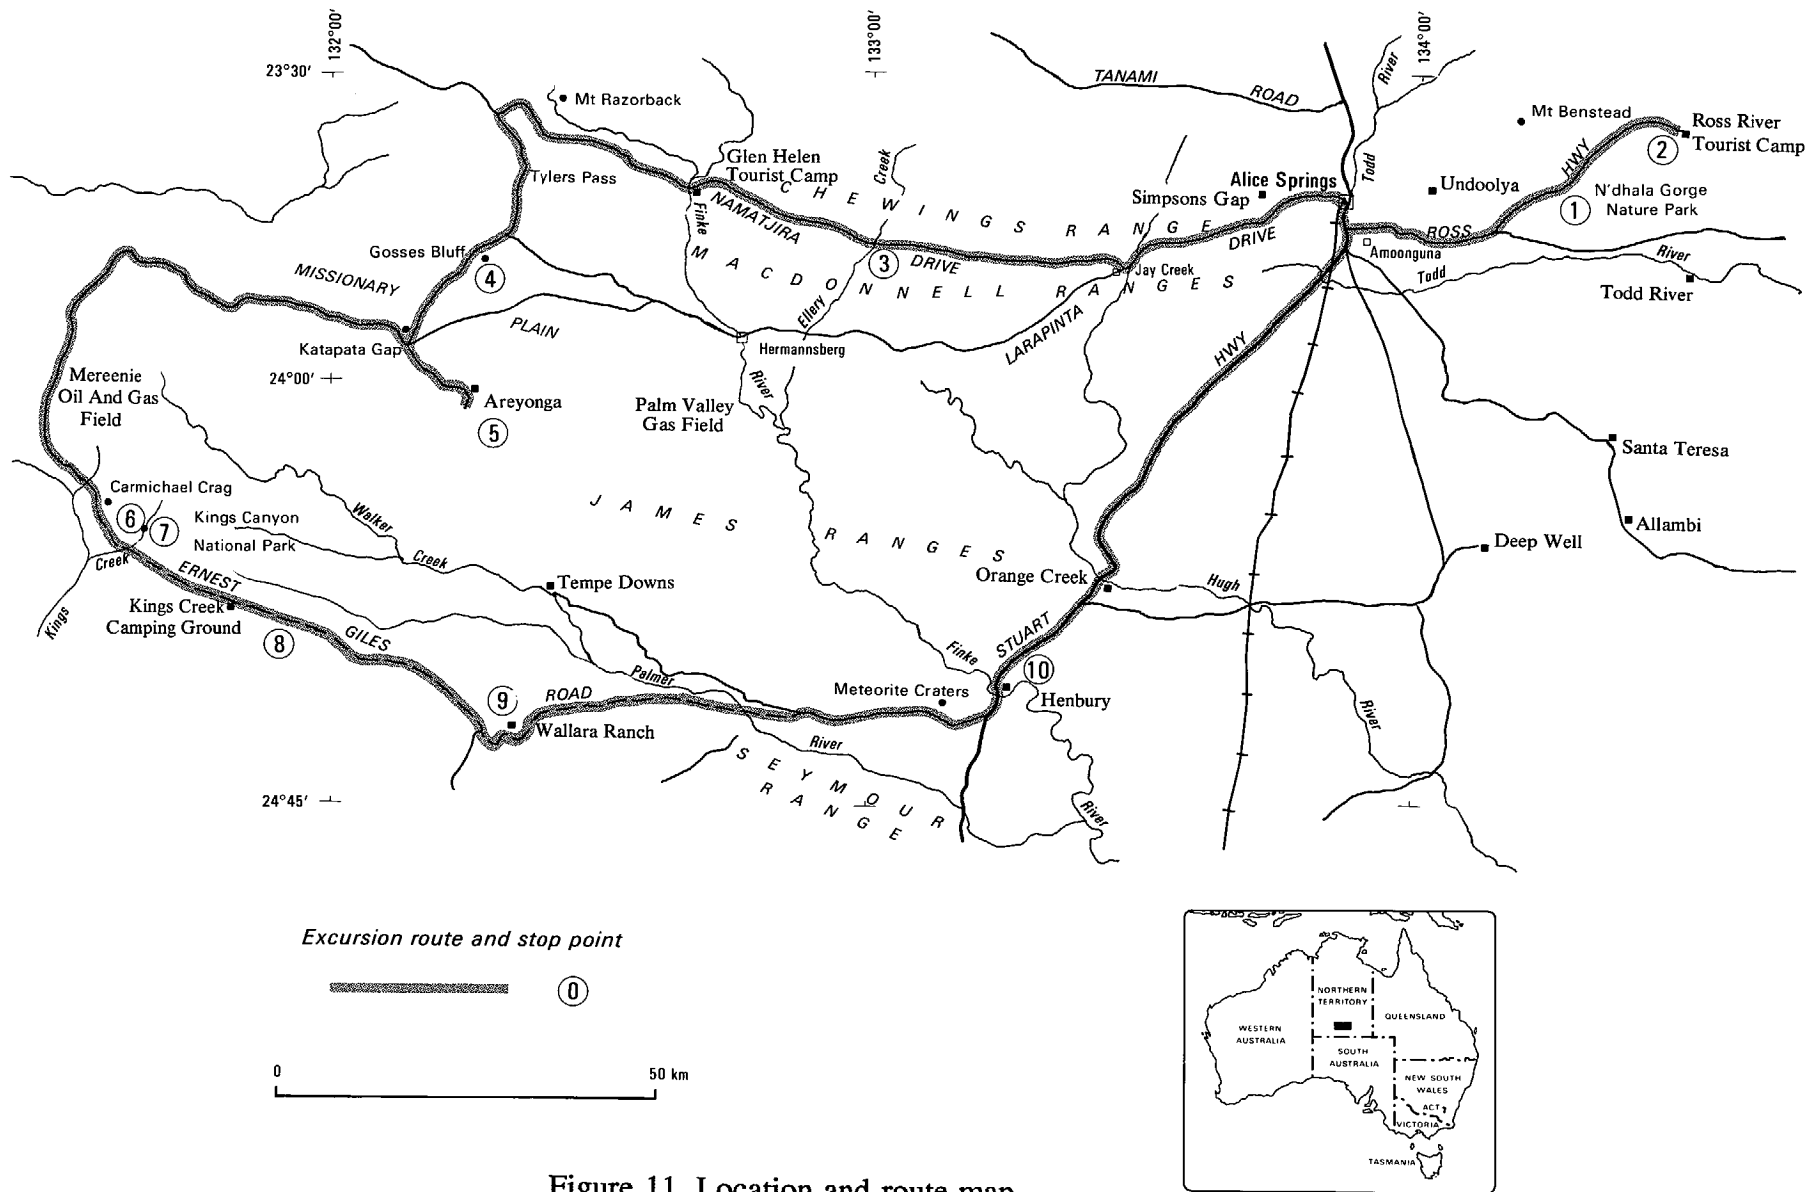 132°00'
133°00'
134°00'
23°30'
TANAMI
ROAD
River
Mt Razorback
Mt Benstead
Ross River
Tourist Camp
2
HWY
Glen Helen
Tourist Camp
Creek
Todd
Tylers Pass
CHEWINGS RANGE
Simpsons Gap
Alice Springs
Undoolya
N'dhala Gorge
Nature Park
1
Finke
NAMATJIRA
DRIVE
DRIVE
ROSS
Amoonguna
River
Todd
Todd River
Gosses Bluff
4
3
MACDONNELL RANGES
Jay Creek
MISSIONARY
PLAIN
Ellery
LARAPINTA
HWY
Katapata Gap
Hermannsberg
24°00'
Mereenie
Oil And Gas
Field
Areyonga
5
River
Palm Valley
Gas Field
Santa Teresa
Carmichael Crag
6
7
Kings Canyon
National Park
Walker
Creek
JAMES RANGES
Allambi
Deep Well
Creek
Kings
ERNEST
Tempe Downs
Orange Creek
Hugh
Kings Creek
Camping Ground
8
GILES
STUART
Finke
10
Palmer
Meteorite Craters
Henbury
9
ROAD
Wallara Ranch
River
River
SEYMOUR
RANGE
River
24°45'
Excursion route and stop point
0
0
50 km
NORTHERN
TERRITORY
QUEENSLAND
WESTERN
AUSTRALIA
SOUTH
AUSTRALIA
NEW SOUTH
WALES
ACT
VICTORIA
TASMANIA
Figure 11. Location and route map